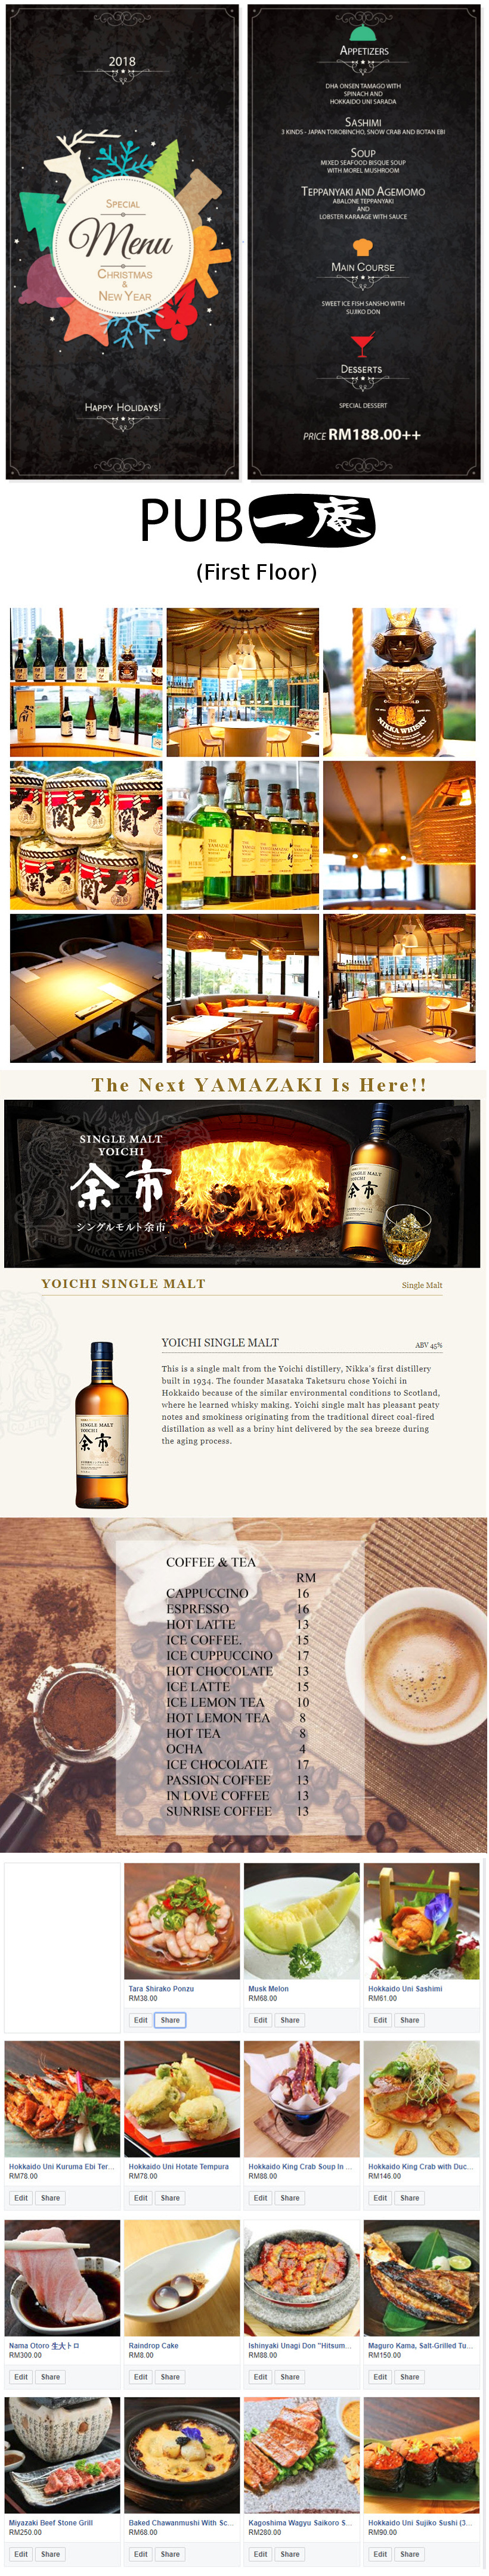 2018
SPECIAL
Menu
CHRISTMAS
&
NEW YEAR
HAPPY HOLIDAYS!
APPETIZERS
DHA ONSEN TAMAGO WITH
SPINACH AND
HOKKAIDO UNI SARADA
SASHIMI
3 KINDS - JAPAN TOROBINCHO, SNOW CRAB AND BOTAN EBI
SOUP
MIXED SEAFOOD BISQUE SOUP
WITH MOREL MUSHROOM
TEPPANYAKI AND AGEMOMO
ABALONE TEPPANYAKI
AND
LOBSTER KARAAGE WITH SAUCE
MAIN COURSE
SWEET ICE FISH SANSHO WITH
SUJIKO DON
DESSERTS
SPECIAL DESSERT
PRICE RM188.00++
PUB一庵
(First Floor)
NIKKA WHISKY
THE YAMAZAKI
The Next YAMAZAKI Is Here!!
SINGLE MALT
YOICHI
余市
シングルモルト余市
NIKKA WHISKY
YOICHI SINGLE MALT
Single Malt
YOICHI SINGLE MALT
ABV 45%
This is a single malt from the Yoichi distillery, Nikka's first distillery
built in 1934. The founder Masataka Taketsuru chose Yoichi in
Hokkaido because of the similar environmental conditions to Scotland,
where he learned whisky making. Yoichi single malt has pleasant peaty
notes and smokiness originating from the traditional direct coal-fired
distillation as well as a briny hint delivered by the sea breeze during
the aging process.
SINGLE MALT
YOICHI
余市
COFFEE & TEA
RM
CAPPUCCINO 16
ESPRESSO 16
HOT LATTE 13
ICE COFFEE. 15
ICE CUPPUCCINO 17
HOT CHOCOLATE 13
ICE LATTE 15
ICE LEMON TEA 10
HOT LEMON TEA 8
HOT TEA 8
OCHA 4
ICE CHOCOLATE 17
PASSION COFFEE 13
IN LOVE COFFEE 13
SUNRISE COFFEE 13
Tara Shirako Ponzu
RM38.00
Edit Share
Musk Melon
RM68.00
Edit Share
Hokkaido Uni Sashimi
RM61.00
Edit Share
Hokkaido Uni Kuruma Ebi Ter...
RM78.00
Edit Share
Hokkaido Uni Hotate Tempura
RM78.00
Edit Share
Hokkaido King Crab Soup In ...
RM88.00
Edit Share
Hokkaido King Crab with Duc...
RM146.00
Edit Share
Nama Otoro 生大トロ
RM300.00
Edit Share
Raindrop Cake
RM8.00
Edit Share
Ishinyaki Unagi Don "Hitsum...
RM88.00
Edit Share
Maguro Kama, Salt-Grilled Tu...
RM150.00
Edit Share
Miyazaki Beef Stone Grill
RM250.00
Edit Share
Baked Chawanmushi With Sc...
RM68.00
Edit Share
Kagoshima Wagyu Saikoro S...
RM280.00
Edit Share
Hokkaido Uni Sujiko Sushi (3...
RM90.00
Edit Share